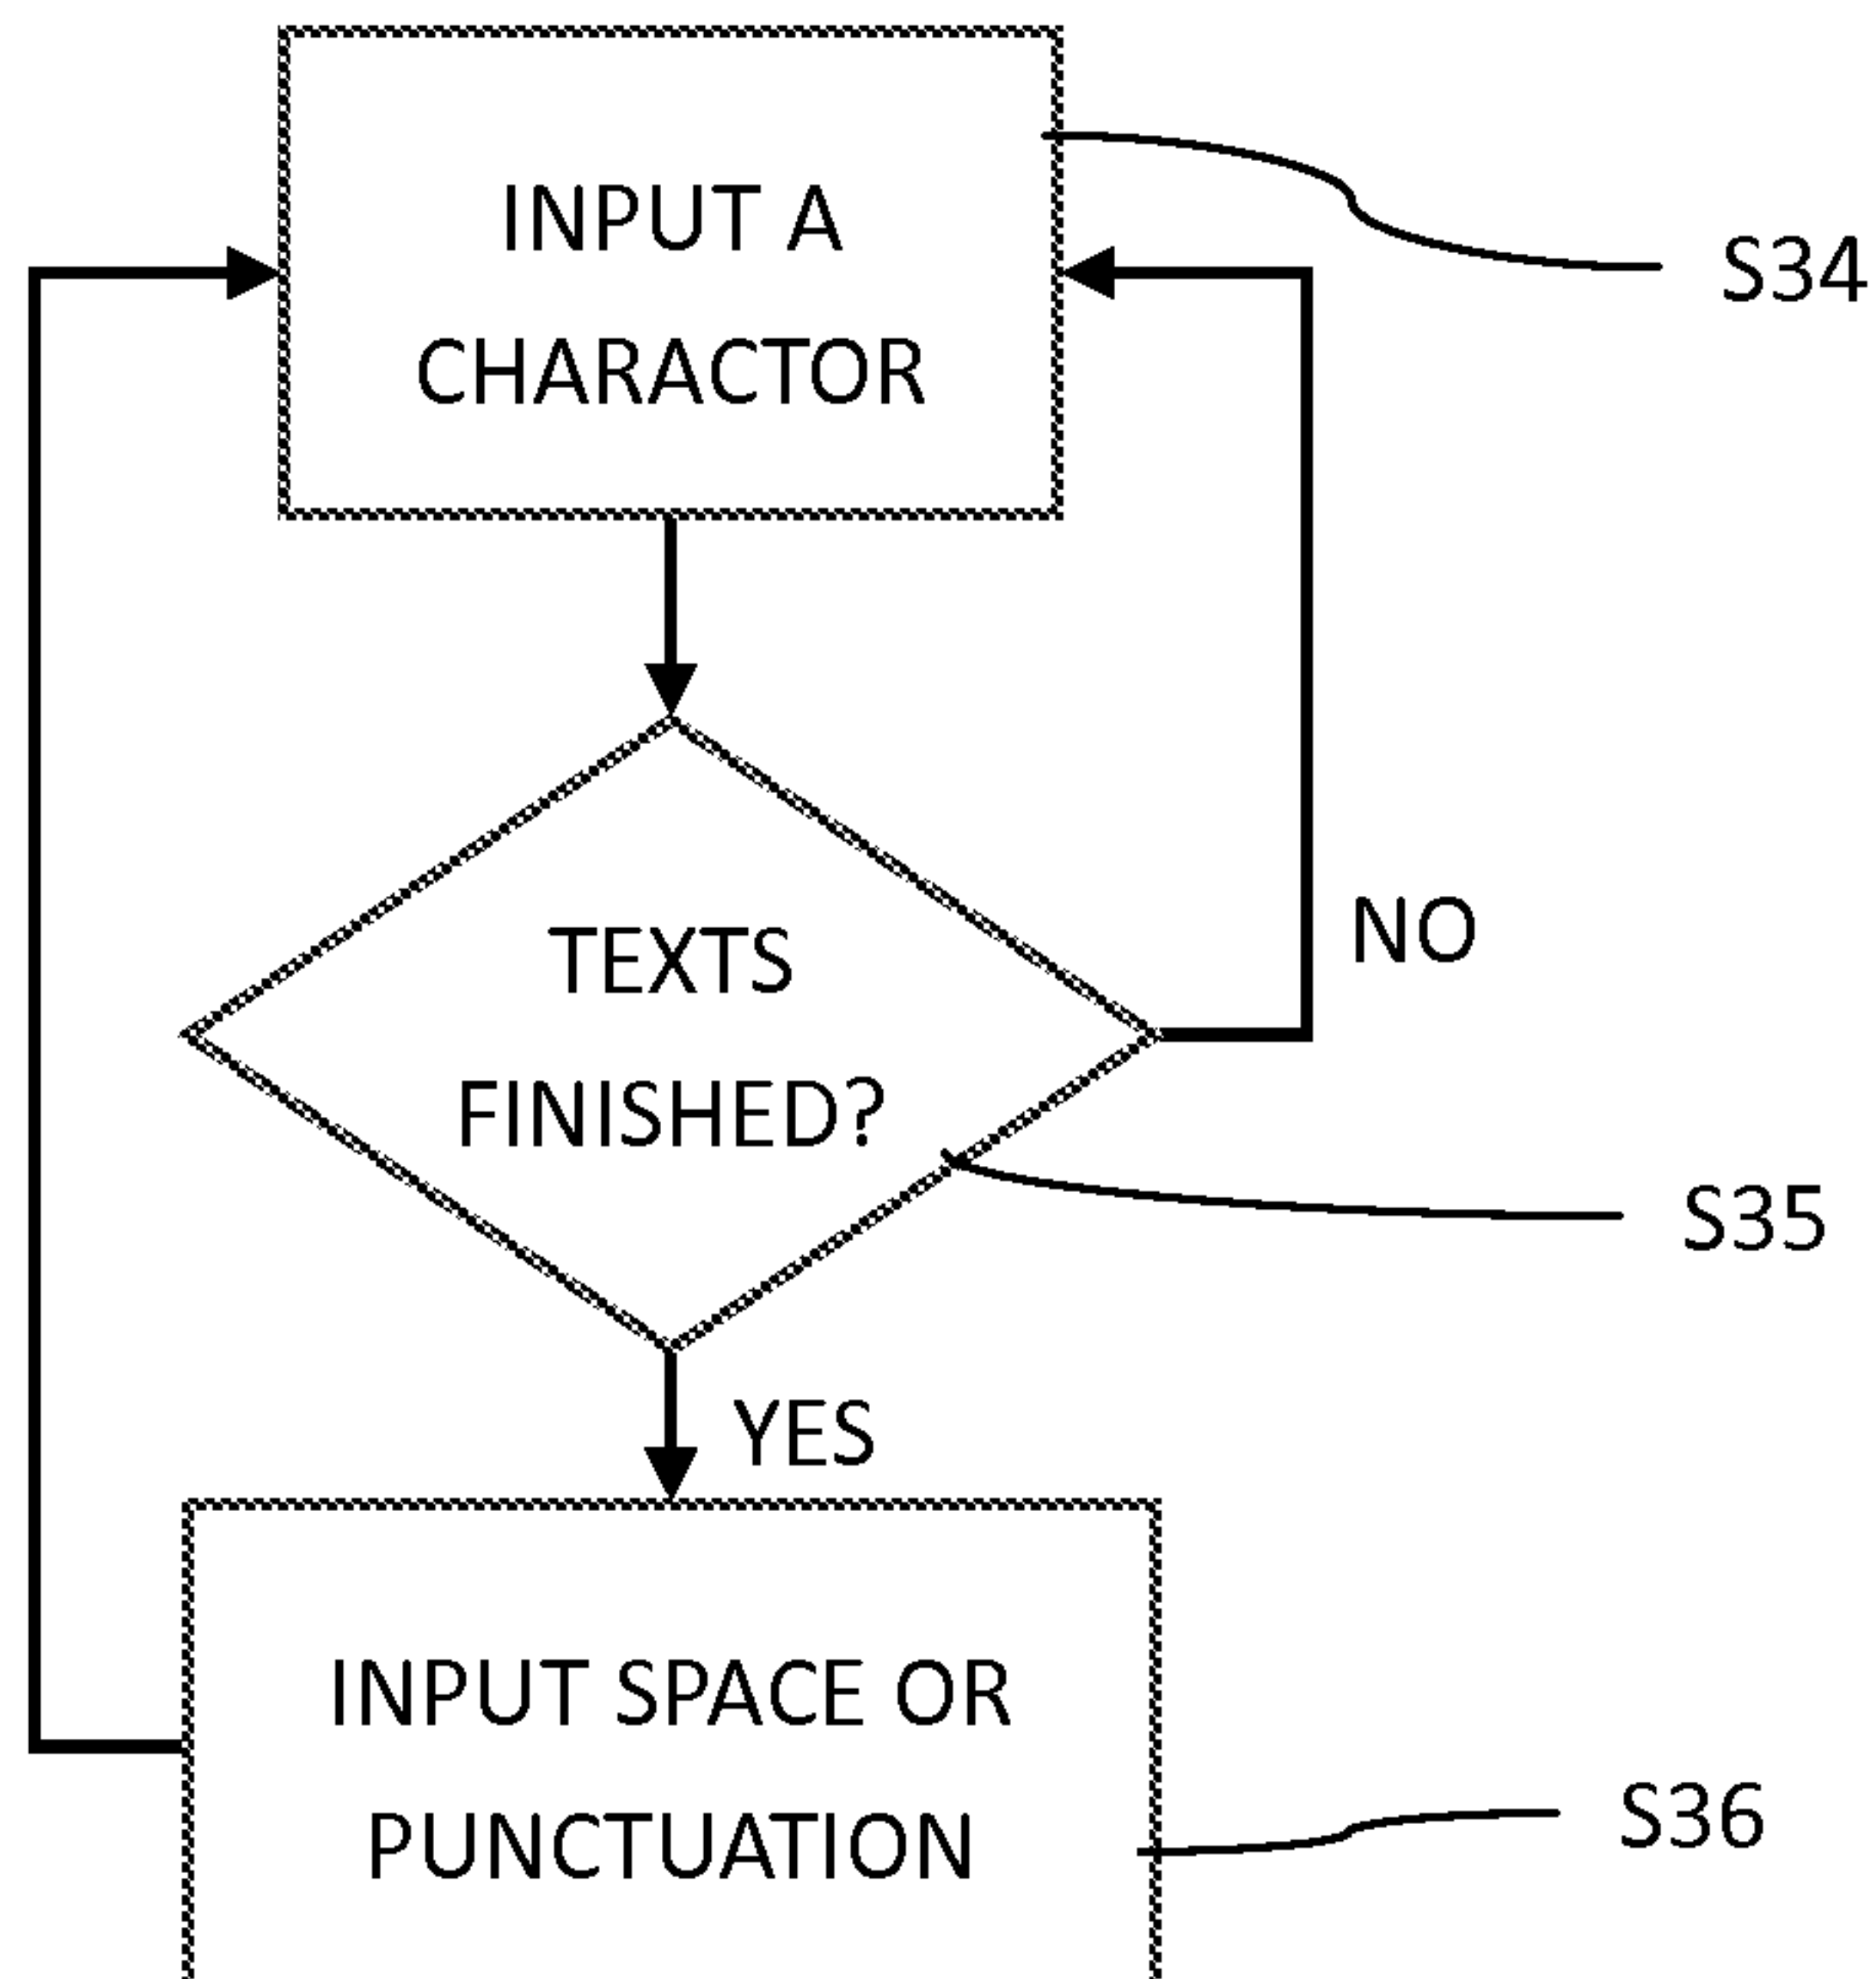 INPUT A
CHARACTOR
S34
TEXTS
FINISHED?
NO
S35
YES
INPUT SPACE OR
PUNCTUATION
S36